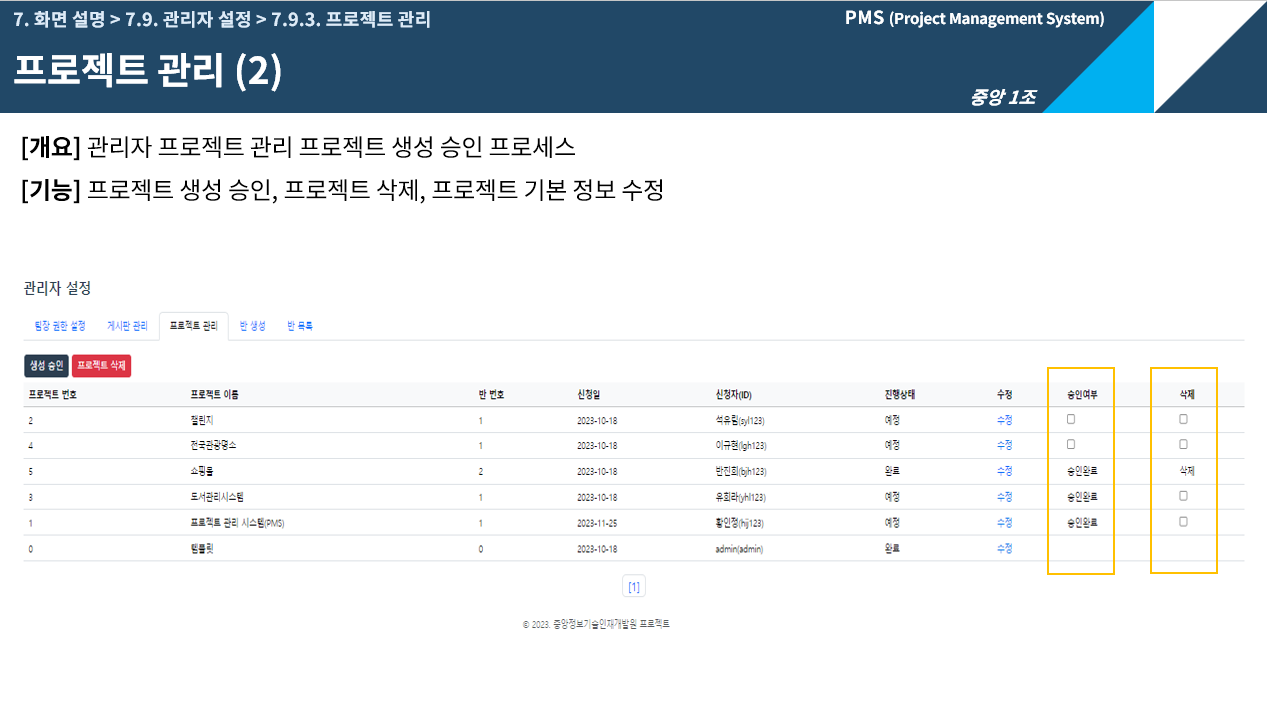 7. 화면 설명 > 7.9. 관리자 설정 > 7.9.3. 프로젝트 관리
PMS (Project Management System)
프로젝트 관리 (2)
중앙 1조
[개요] 관리자 프로젝트 관리 프로젝트 생성 승인 프로세스
[기능] 프로젝트 생성 승인, 프로젝트 삭제, 프로젝트 기본 정보 수정
관리자 설정
팀장 권한 설정 게시판 관리 프로젝트 관리 반 생성 반 목록
생성 승인 프로젝트 삭제
프로젝트 번호 프로젝트 이름 반 번호 신청일 신청자(ID) 진행상태 수정 승인여부 삭제
2 챌린지 1 2023-10-18 석유림(syl123) 예정 수정
4 전국관광명소 1 2023-10-18 이규현(lgh123) 예정 수정
5 쇼핑몰 2 2023-10-18 반진희(bjh123) 완료 수정 승인완료 삭제
3 도서관리시스템 1 2023-10-18 유희라(yhl123) 예정 수정 승인완료
1 프로젝트 관리 시스템(PMS) 1 2023-11-25 황인정(hij123) 예정 수정 승인완료
0 템플릿 0 2023-10-18 admin(admin) 완료 수정
[1]
© 2023. 중앙정보기술인재개발원 프로젝트